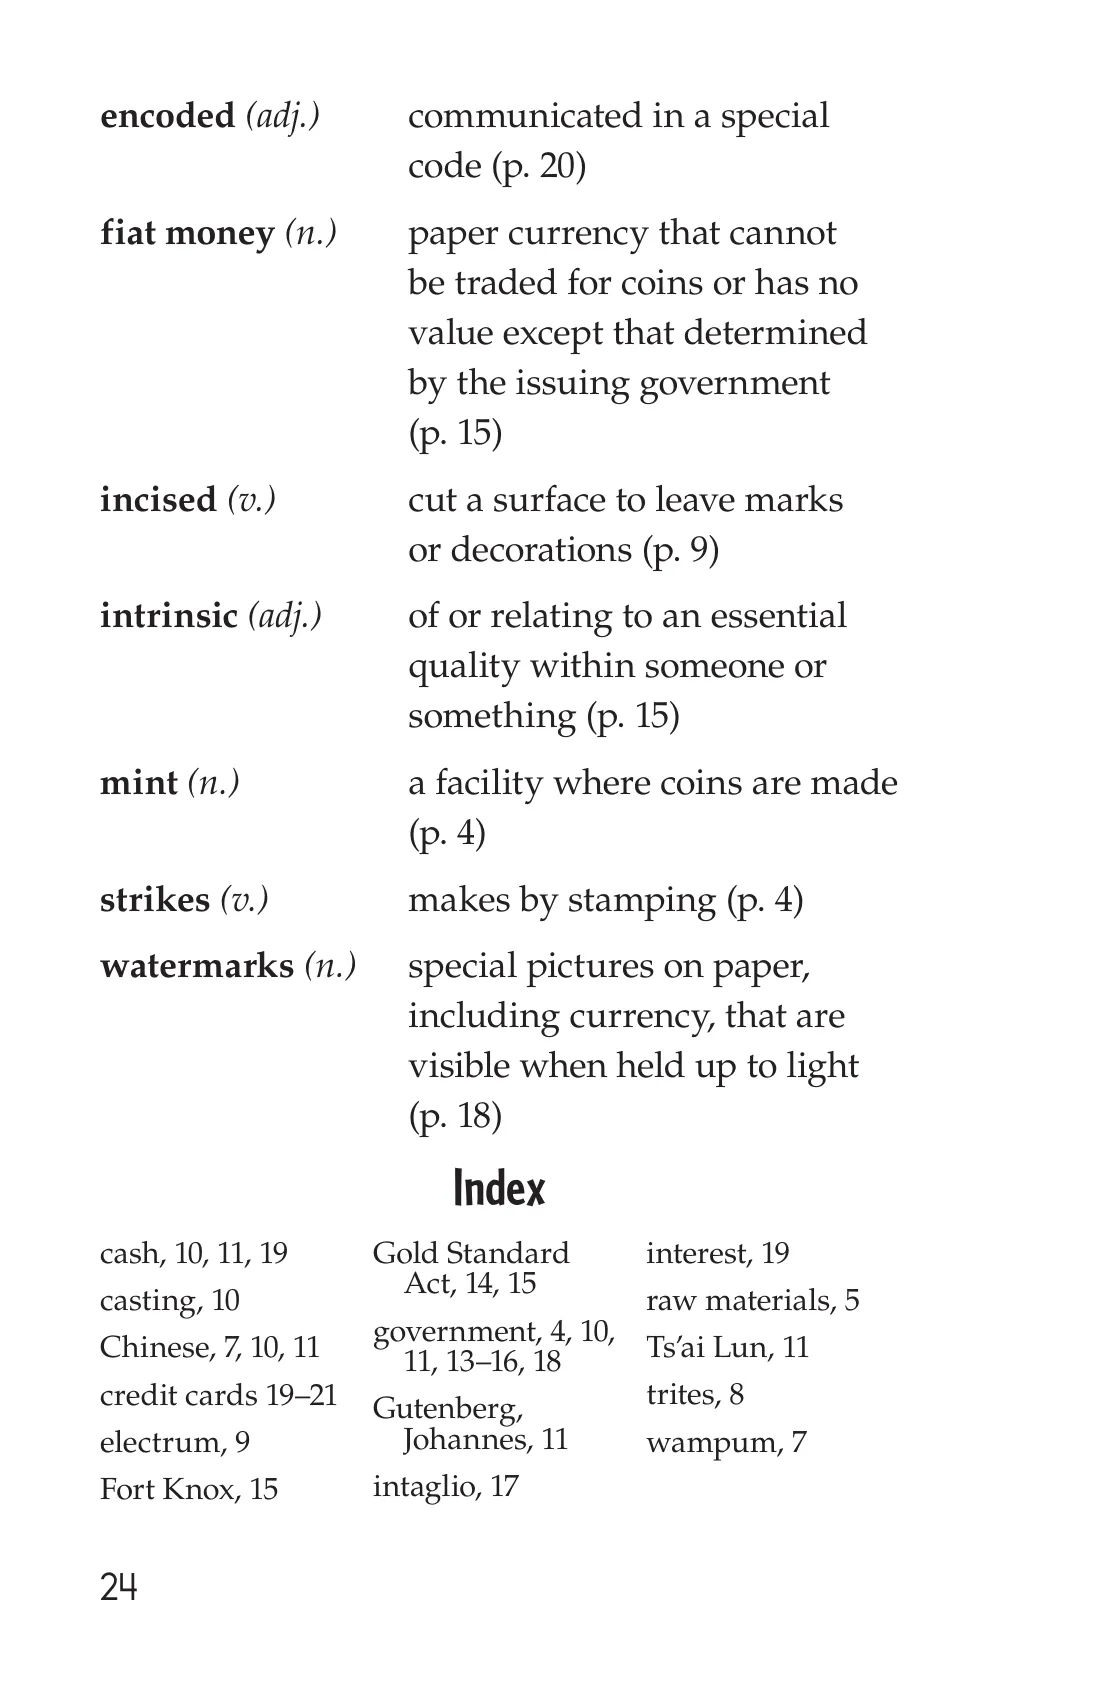 encoded (adj.) communicated in a special
code (p. 20)
fiat money (n.) paper currency that cannot
be traded for coins or has no
value except that determined
by the issuing government
(p. 15)
incised (v.) cut a surface to leave marks
or decorations (p. 9)
intrinsic (adj.) of or relating to an essential
quality within someone or
something (p. 15)
mint (n.) a facility where coins are made
(p. 4)
strikes (v.) makes by stamping (p. 4)
watermarks (n.) special pictures on paper,
including currency, that are
visible when held up to light
(p. 18)
Index
cash, 10, 11, 19
casting, 10
Chinese, 7, 10, 11
credit cards 19–21
electrum, 9
Fort Knox, 15
Gold Standard
Act, 14, 15
government, 4, 10,
11, 13–16, 18
Gutenberg,
Johannes, 11
intaglio, 17
interest, 19
raw materials, 5
Ts’ai Lun, 11
trites, 8
wampum, 7
24